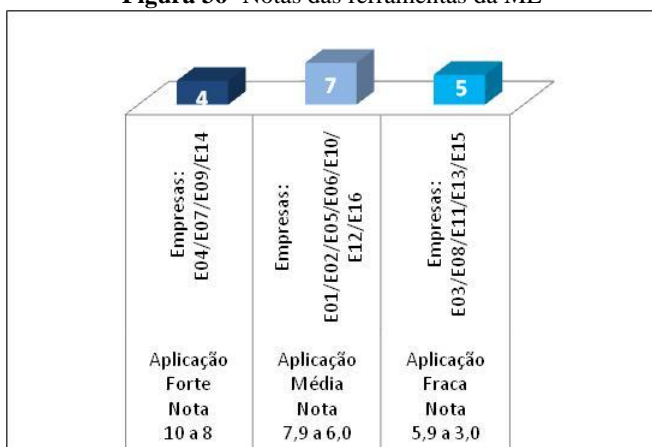 Figura 36- Notas das ferramentas da ME
4
7
5
Empresas:
E04/E07/E09/E14
Empresas:
E01/E02/E05/E06/E10/
E12/E16
Empresas:
E03/E08/E11/E13/E15
Aplicação
Forte
Nota
10 a 8
Aplicação
Média
Nota
7,9 a 6,0
Aplicação
Fraca
Nota
5,9 a 3,0